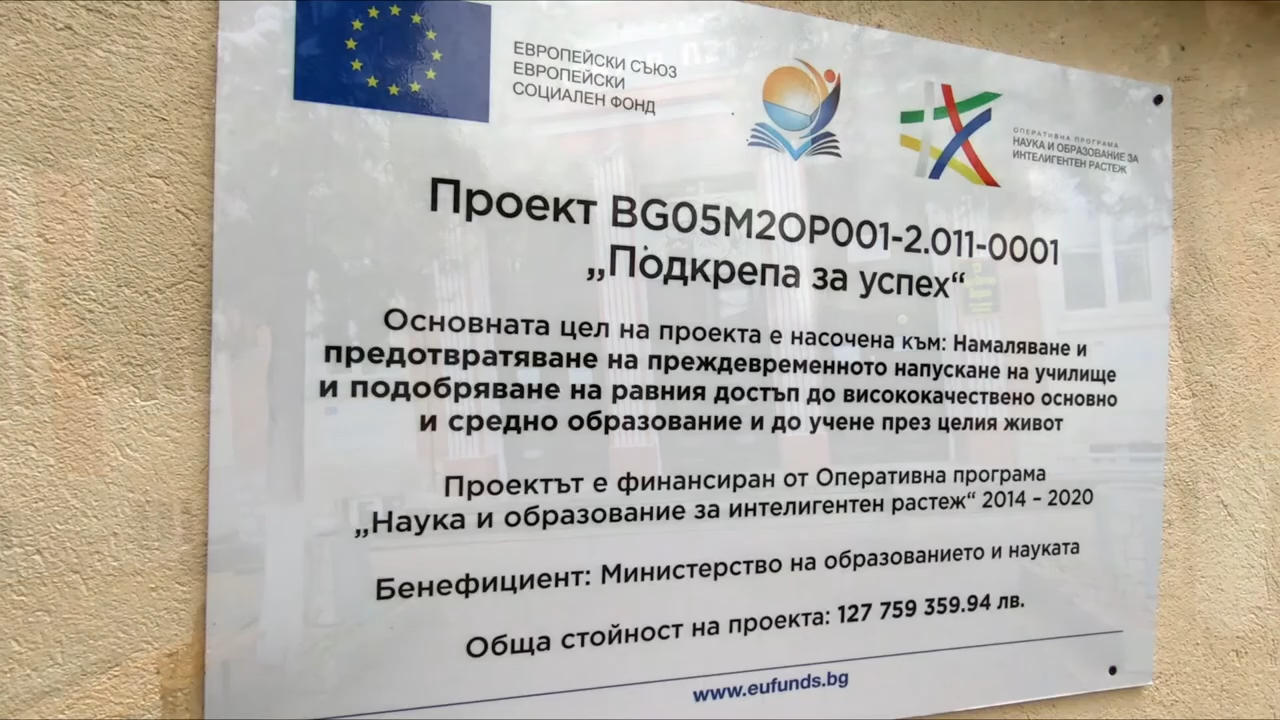 ЕВРОПЕЙСКИ СЪЮЗ
ЕВРОПЕЙСКИ
СОЦИАЛЕН ФОНД
ОПЕРАТИВНА ПРОГРАМА
НАУКА И ОБРАЗОВАНИЕ ЗА
ИНТЕЛИГЕНТЕН РАСТЕЖ
Проект BG05M2OP001-2.011-0001
„Подкрепа за успех“
Основната цел на проекта е насочена към: Намаляване и
предотвратяване на преждевременното напускане на училище
и подобряване на равния достъп до висококачествено основно
и средно образование и до учене през целия живот
Проектът е финансиран от Оперативна програма
„Наука и образование за интелигентен растеж“ 2014 – 2020
Бенефициент: Министерство на образованието и науката
Обща стойност на проекта: 127 759 359.94 лв.
www.eufunds.bg